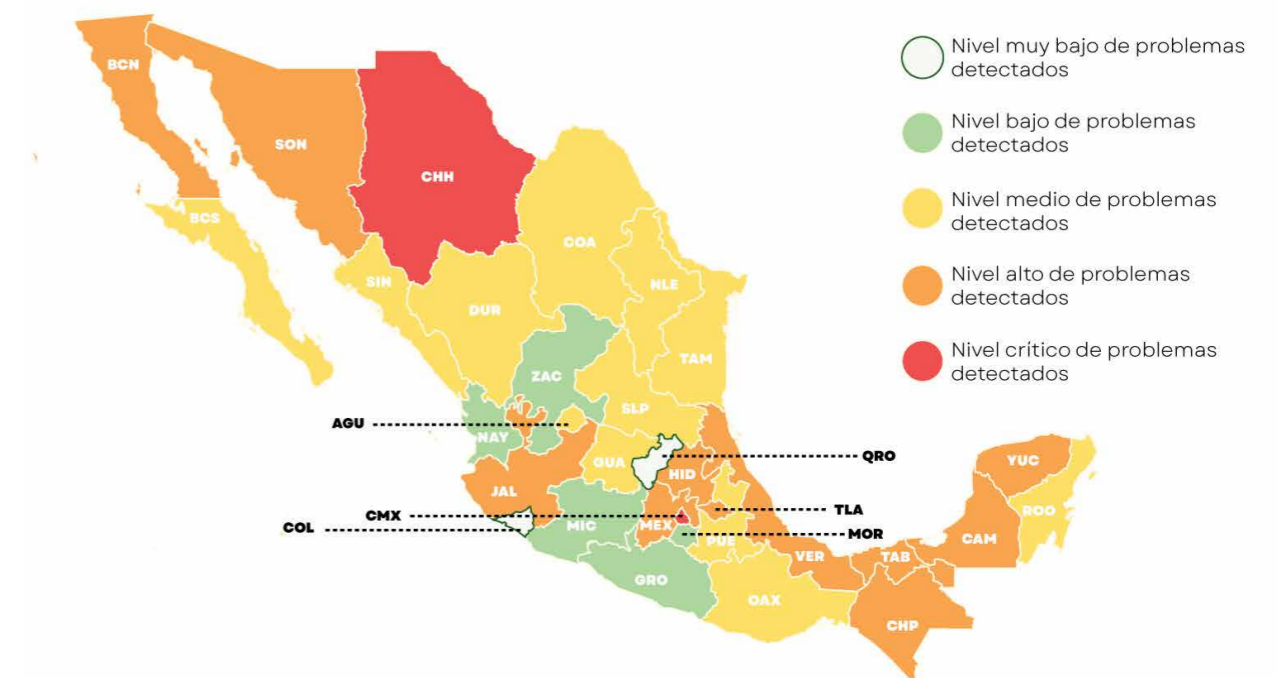 Nivel muy bajo de problemas
detectados
Nivel bajo de problemas
detectados
Nivel medio de problemas
detectados
Nivel alto de problemas
detectados
Nivel crítico de problemas
detectados
BCN
SON
CHH
BCS
COA
SIN
NLE
DUR
TAM
ZAC
SLP
AGU
NAY
QRO
GUA
HID
YUC
JAL
TLA
ROO
CMX
COL
MIC
MEX
MOR
PUE
CAM
VER
TAB
GRO
OAX
CHP